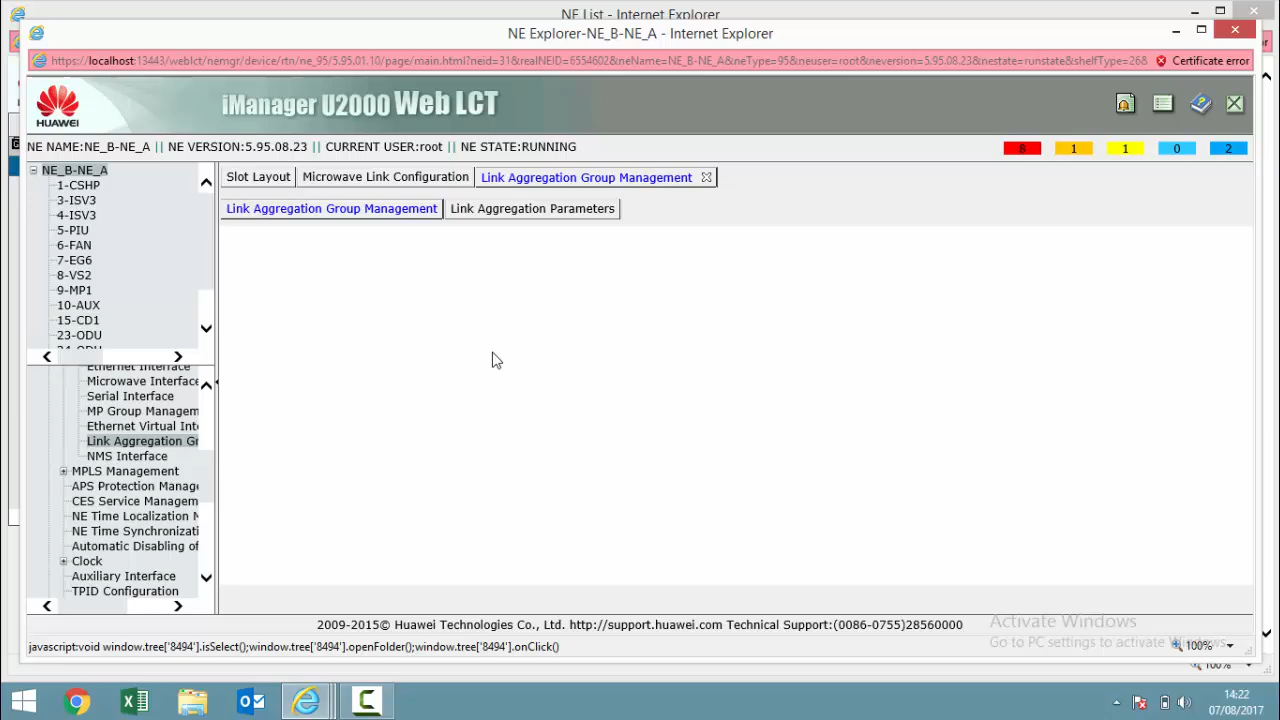 NE List - Internet Explorer
NE Explorer-NE_B-NE_A - Internet Explorer
https://localhost:13443/weblct/nemgr/device/rtn/ne_95/5.95.01.10/page/main.html?neid=31&realNEID=6554602&neName=NE_B-NE_A&neType=95&neuser=root&neversion=5.95.08.23&nestate=runstate&shelfType=268 Certificate error
HUAWEI
iManager U2000 Web LCT
NE NAME:NE_B-NE_A || NE VERSION:5.95.08.23 || CURRENT USER:root || NE STATE:RUNNING
8 1 1 0 2
NE_B-NE_A
1-CSHP
3-ISV3
4-ISV3
5-PIU
6-FAN
7-EG6
8-VS2
9-MP1
10-AUX
15-CD1
23-ODU
24-ODU
Slot Layout Microwave Link Configuration Link Aggregation Group Management
Link Aggregation Group Management Link Aggregation Parameters
Ethernet Interface
Microwave Interface
Serial Interface
MP Group Managem
Ethernet Virtual Inte
Link Aggregation Gr
NMS Interface
MPLS Management
APS Protection Manage
CES Service Managem
NE Time Localization M
NE Time Synchronizati
Automatic Disabling of
Clock
Auxiliary Interface
TPID Configuration
2009-2015© Huawei Technologies Co., Ltd. http://support.huawei.com Technical Support:(0086-0755)28560000
Activate Windows
Go to PC settings to activate Windows.
javascript:void window.tree['8494'].isSelect();window.tree['8494'].openFolder();window.tree['8494'].onClick()
100%
100%
14:22
07/08/2017